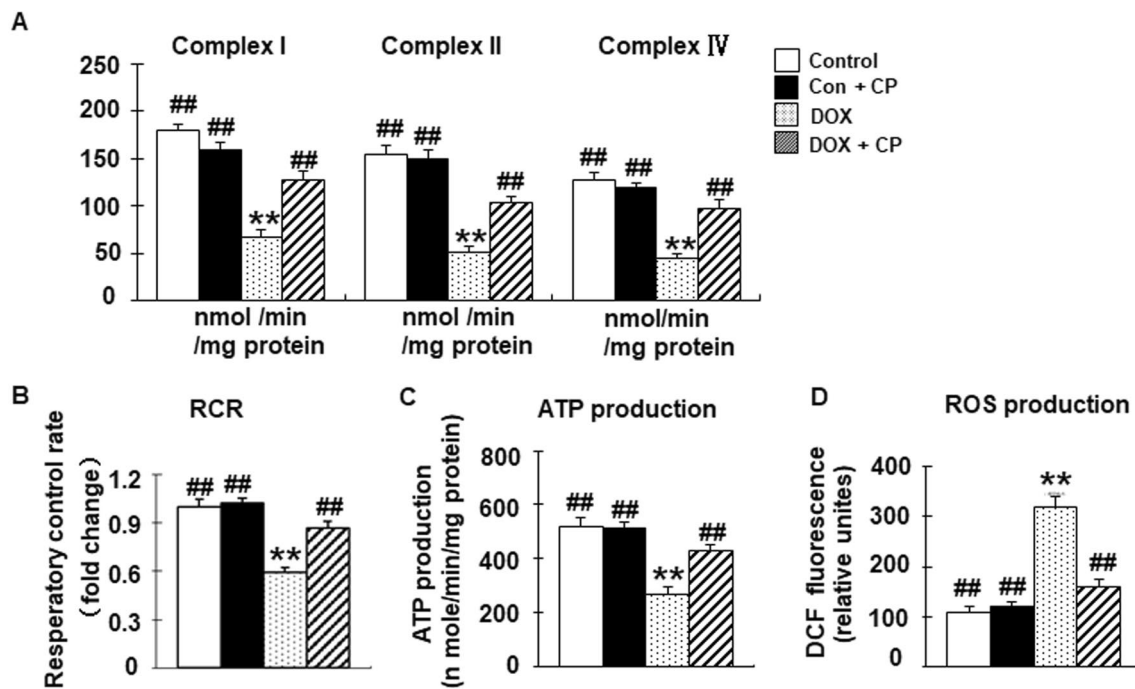 A
Complex I
Complex II
Complex Ⅳ
Control
Con + CP
DOX
DOX + CP
250
200
150
100
50
0
##
##
**
##
##
##
**
##
##
##
**
##
nmol /min
/mg protein
nmol /min
/mg protein
nmol/min
/mg protein
B
RCR
Resperatory control rate
(fold change)
1.2
0.9
0.6
0.3
0
##
##
**
##
C
ATP production
ATP production
(n mole/min/mg protein)
800
600
400
200
0
##
##
**
##
D
ROS production
DCF fluorescence
(relative unites)
400
300
200
100
0
##
##
**
##